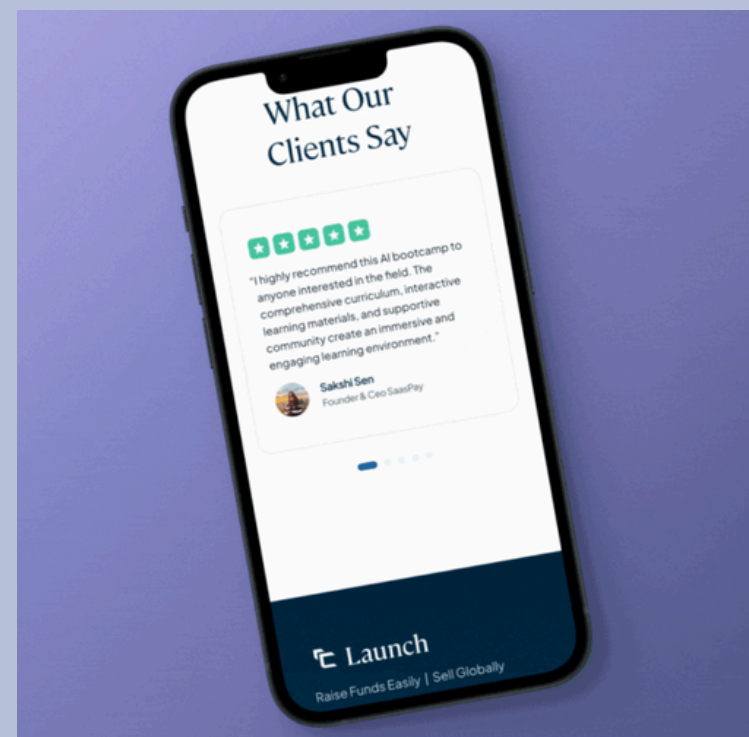 What Our
Clients Say
"I highly recommend this AI bootcamp to
anyone interested in the field. The
comprehensive curriculum, interactive
learning materials, and supportive
community create an immersive and
engaging learning environment."
Sakshi Sen
Founder & Ceo SaasPay
Launch
Raise Funds Easily | Sell Globally